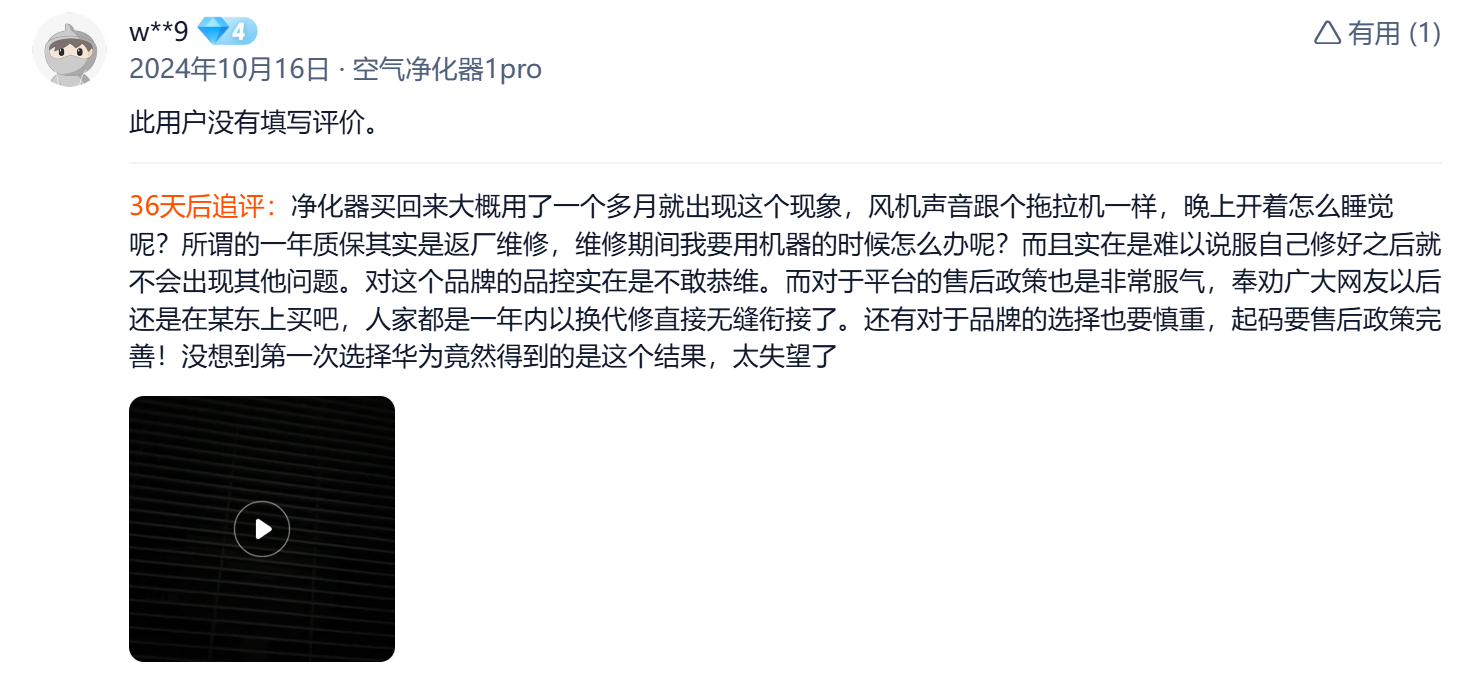 w**9 4
有用 (1)
2024年10月16日 · 空气净化器1pro
此用户没有填写评价。
36天后追评：净化器买回来大概用了一个多月就出现这个现象，风机声音跟个拖拉机一样，晚上开着怎么睡觉
呢？所谓的一年质保其实是返厂维修，维修期间我要用机器的时候怎么办呢？而且实在是难以说服自己修好之后就
不会出现其他问题。对这个品牌的品控实在是不敢恭维。而对于平台的售后政策也是非常服气，奉劝广大网友以后
还是在某东上买吧，人家都是一年内以换代修直接无缝衔接了。还有对于品牌的选择也要慎重，起码要售后政策完
善！没想到第一次选择华为竟然得到的是这个结果，太失望了